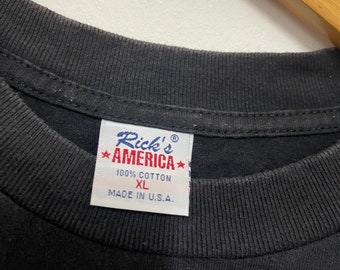 Rick's®
★AMERICA★
100% COTTON
XL
MADE IN U.S.A.